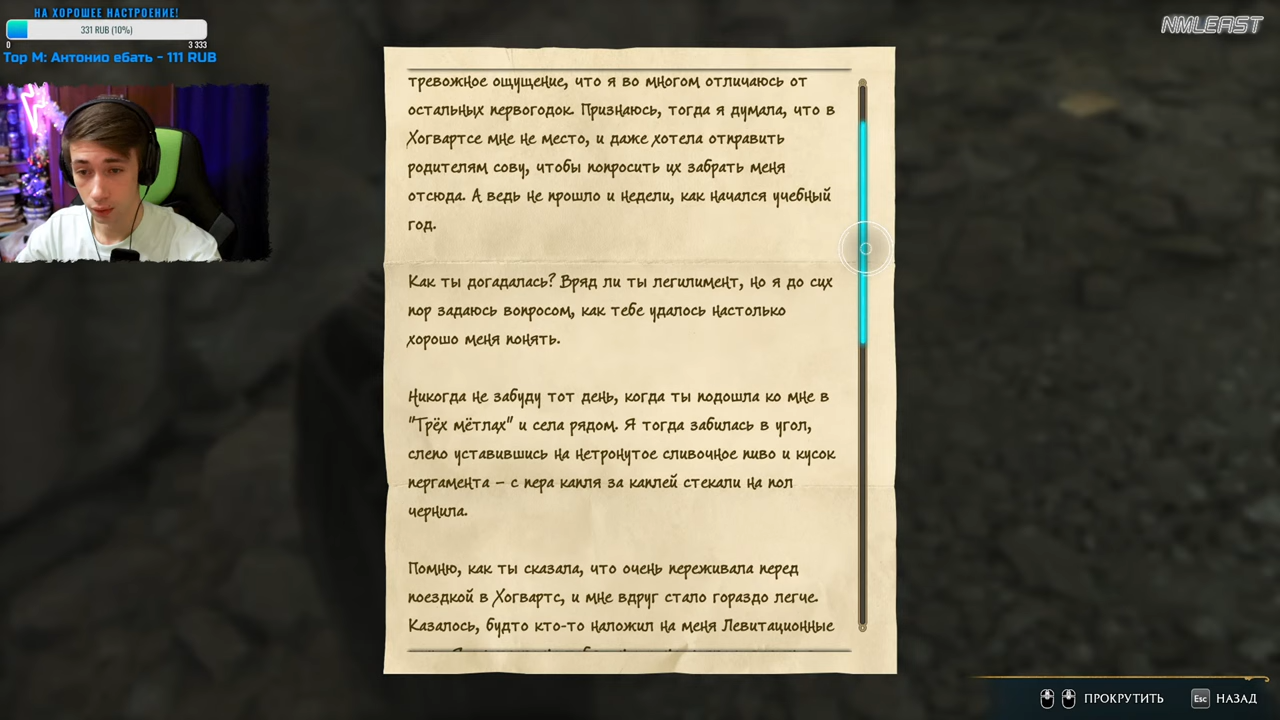 НА ХОРОШЕЕ НАСТРОЕНИЕ!
331 RUB (10%)
0 3 333
Top M: Антонио ебать - 111 RUB
NMLEAST
тревожное ощущение, что я во многом отличаюсь от
остальных первогодок. Признаюсь, тогда я думала, что в
Хогвартсе мне не место, и даже хотела отправить
родителям сову, чтобы попросить их забрать меня
отсюда. А ведь не прошло и недели, как начался учебный
год.
Как ты догадалась? Вряд ли ты легилимент, но я до сих
пор задаюсь вопросом, как тебе удалось настолько
хорошо меня понять.
Никогда не забуду тот день, когда ты подошла ко мне в
"Трёх мётлах" и села рядом. Я тогда забилась в угол,
слепо уставившись на нетронутое сливочное пиво и кусок
пергамента – с пера капля за каплей стекали на пол
чернила.
Помню, как ты сказала, что очень переживала перед
поездкой в Хогвартс, и мне вдруг стало гораздо легче.
Казалось, будто кто-то наложил на меня Левитационные
ПРОКРУТИТЬ
Esc НАЗАД